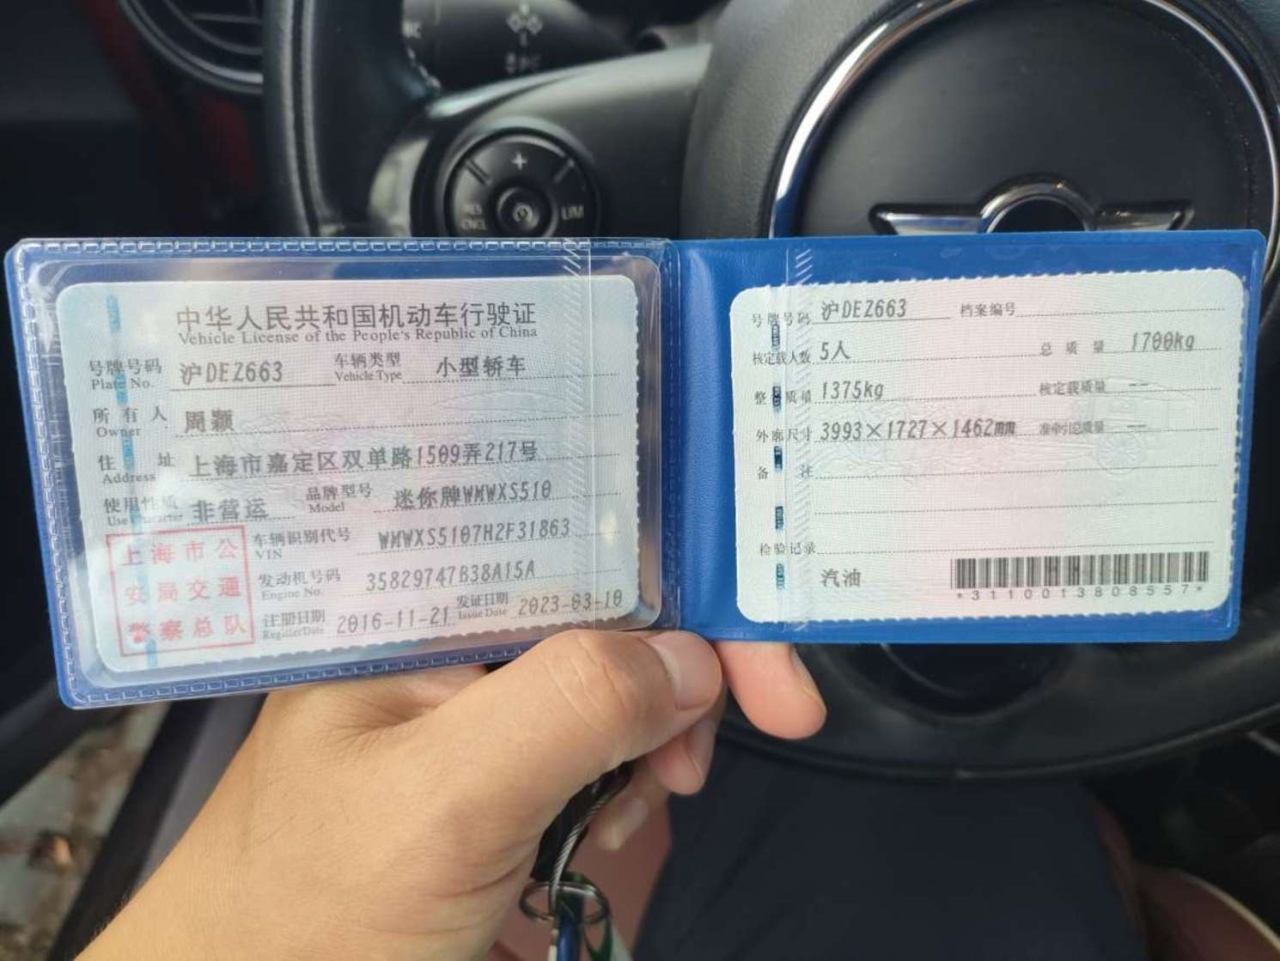 中华人民共和国机动车行驶证
Vehicle License of the People's Republic of China
号牌号码 沪DEZ663 车辆类型 小型轿车
Plate No. Vehicle Type
所有人 周颖
Owner
住址 上海市嘉定区双单路1509弄217号
Address
使用性质 非营运 品牌型号 迷你牌WMWXS510
Use Character Model
车辆识别代号 WMWXS5107H2F31863
VIN
发动机号码 35829747B38A15A
Engine No.
注册日期 2016-11-21 发证日期 2023-03-10
Register Date Issue Date
上海市公
安局交通
警察总队
号牌号码 沪DEZ663 档案编号
核定载人数 5人 总质量 1700kg
整备质量 1375kg 核定载质量 --
外廓尺寸 3993×1727×1462mm 准牵引总质量 --
备注
检验记录
汽油
*3110013808557*
+
LIM